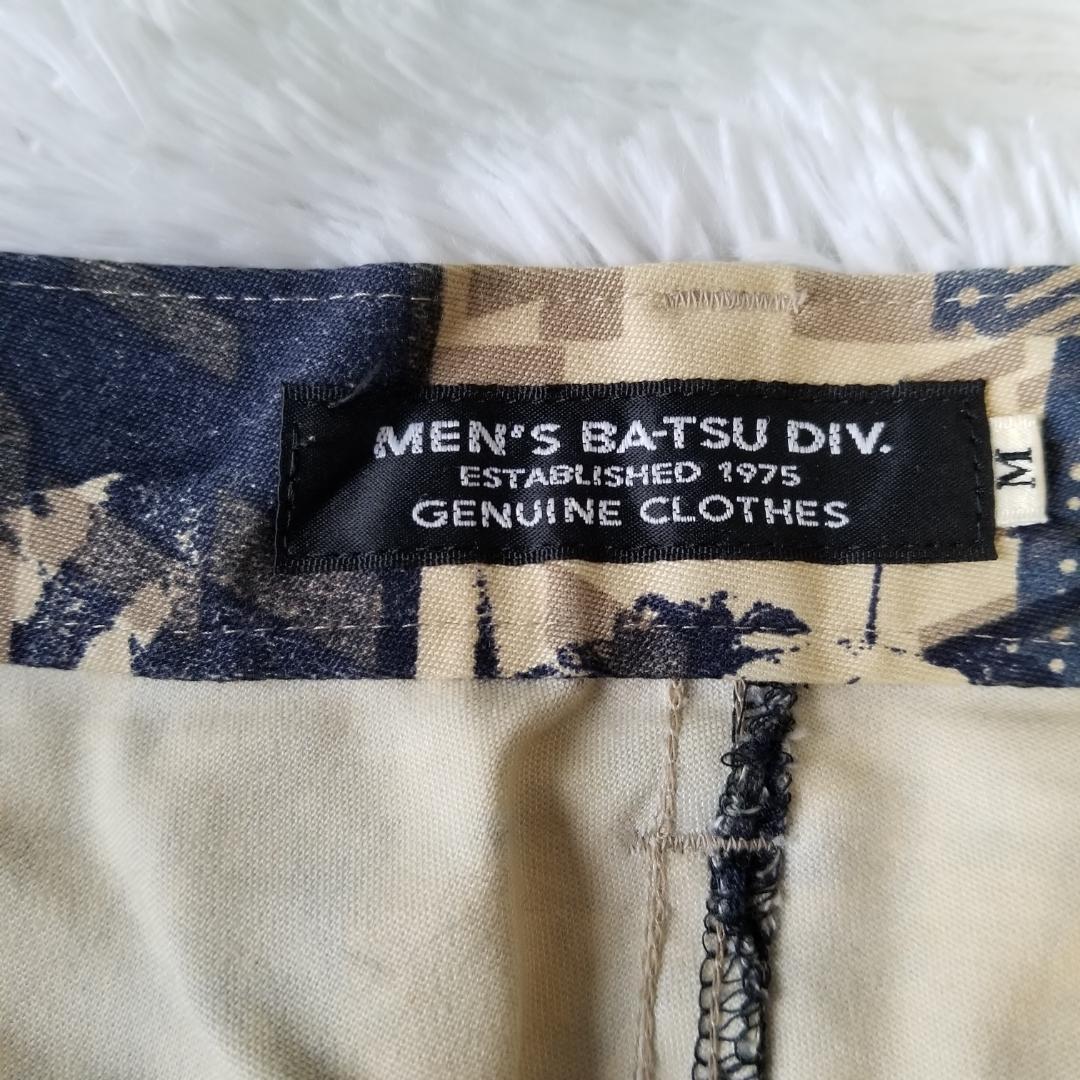 MEN'S BA-TSU DIV.
ESTABLISHED 1975
GENUINE CLOTHES
M